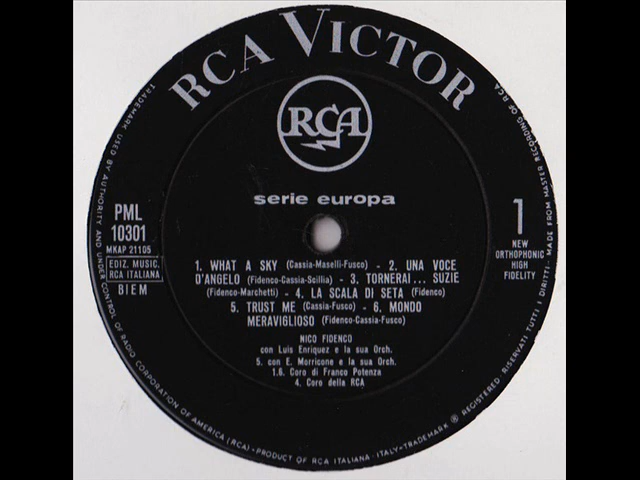 RCA VICTOR
RCA
serie europa
PML
10301
MKAP 21105
EDIZ. MUSIC.
RCA ITALIANA
BIEM
1
NEW
ORTHOPHONIC
HIGH
FIDELITY
1. WHAT A SKY (Cassia-Maselli-Fusco) - 2. UNA VOCE
D'ANGELO (Fidenco-Cassia-Scillia) - 3. TORNERAI... SUZIE
(Fidenco-Marchetti) - 4. LA SCALA DI SETA (Fidenco)
5. TRUST ME (Cassia-Fusco) - 6. MONDO
MERAVIGLIOSO (Fidenco-Cassia-Fusco)
NICO FIDENCO
con Luis Enriquez e la sua Orch.
5. con E. Morricone e la sua Orch.
1.6. Coro di Franco Potenza
4. Coro della RCA
TRADEMARK USED BY AUTHORITY AND UNDER CONTROL OF RADIO CORPORATION OF AMERICA (RCA)-PRODUCT OF RCA ITALIANA - ITALY-TRADEMARK ® REGISTERED. RISERVATI TUTTI I DIRITTI - MADE FROM MASTER RECORDING OF RCA